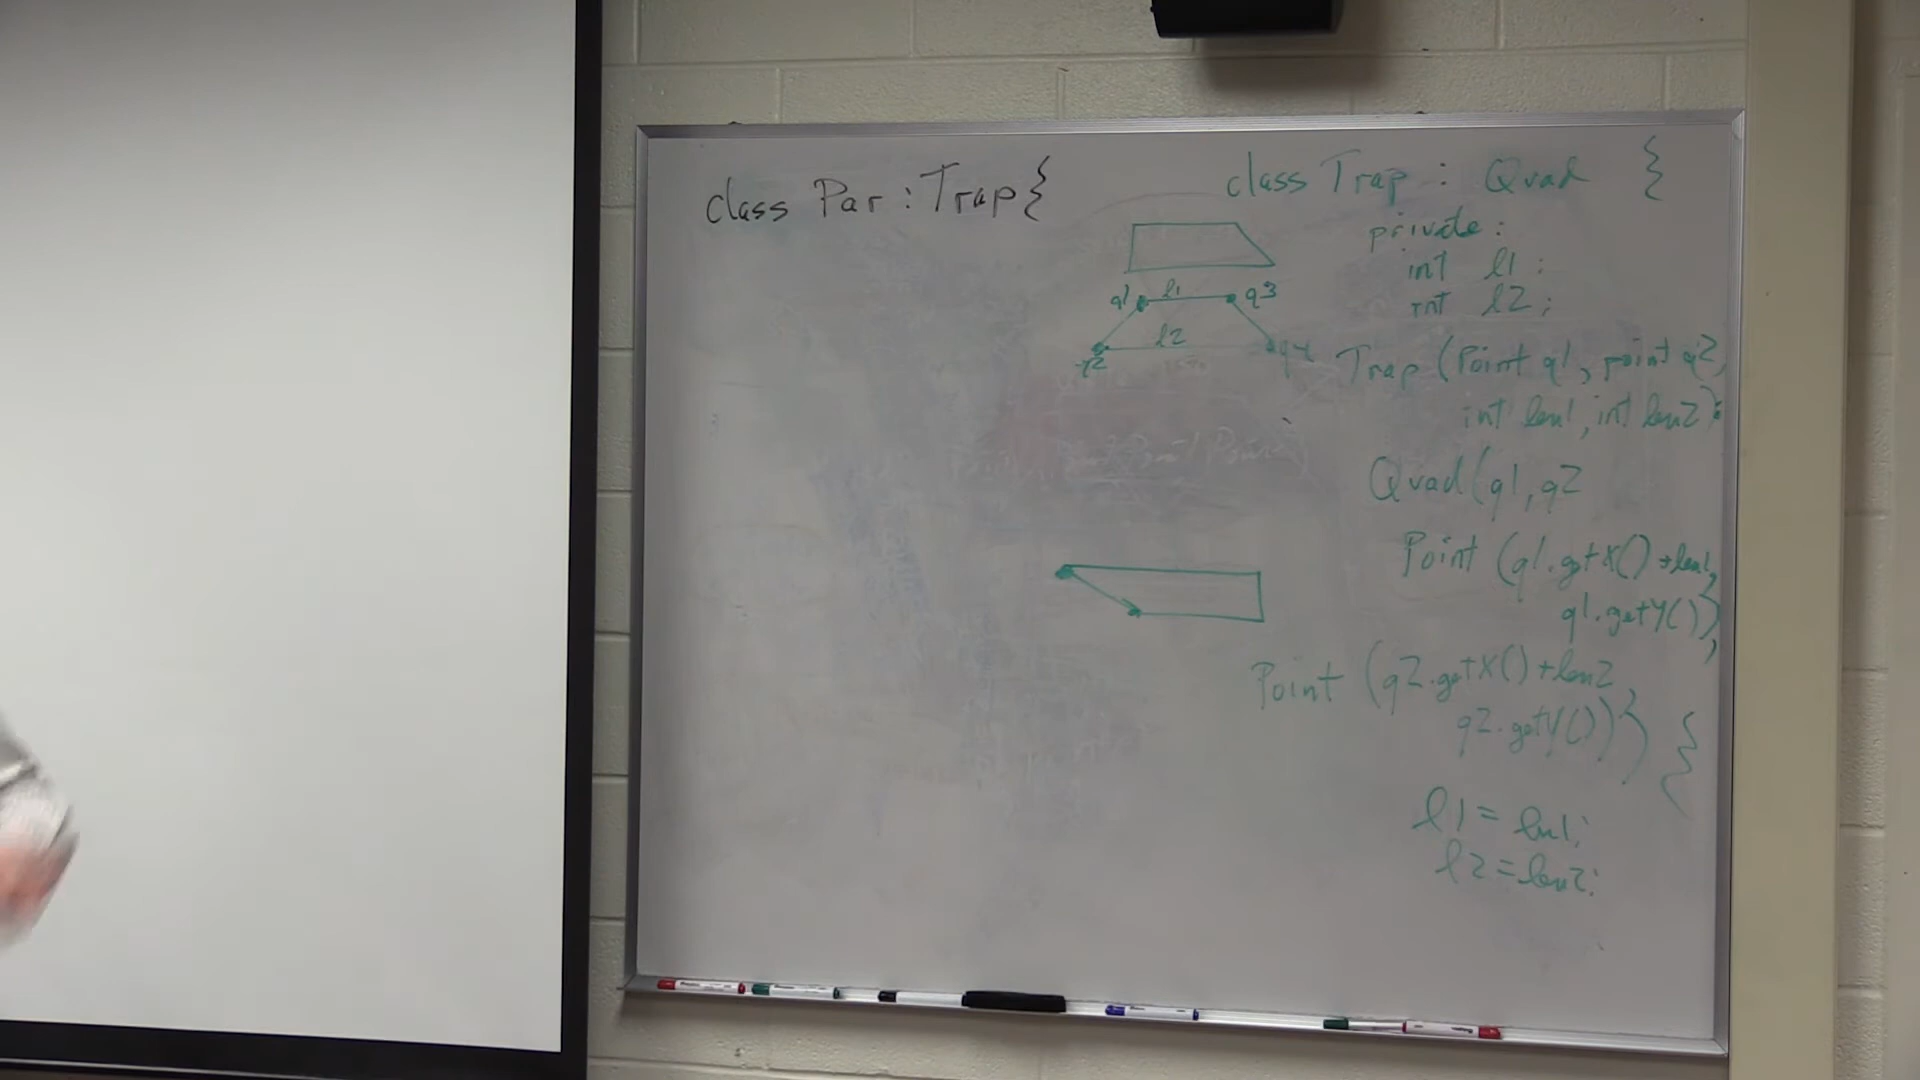 class Par : Trap {
class Trap : Quad {
private :
int l1 ;
int l2 ;
q1 l1 q3
l2
q2 q4
Trap (Point q1, point q2,
int len1, int len2) :
Quad (q1, q2
Point (q1.getX() + len1,
q1.getY()),
Point (q2.getX() + len2,
q2.getY())) {
l1 = len1;
l2 = len2;